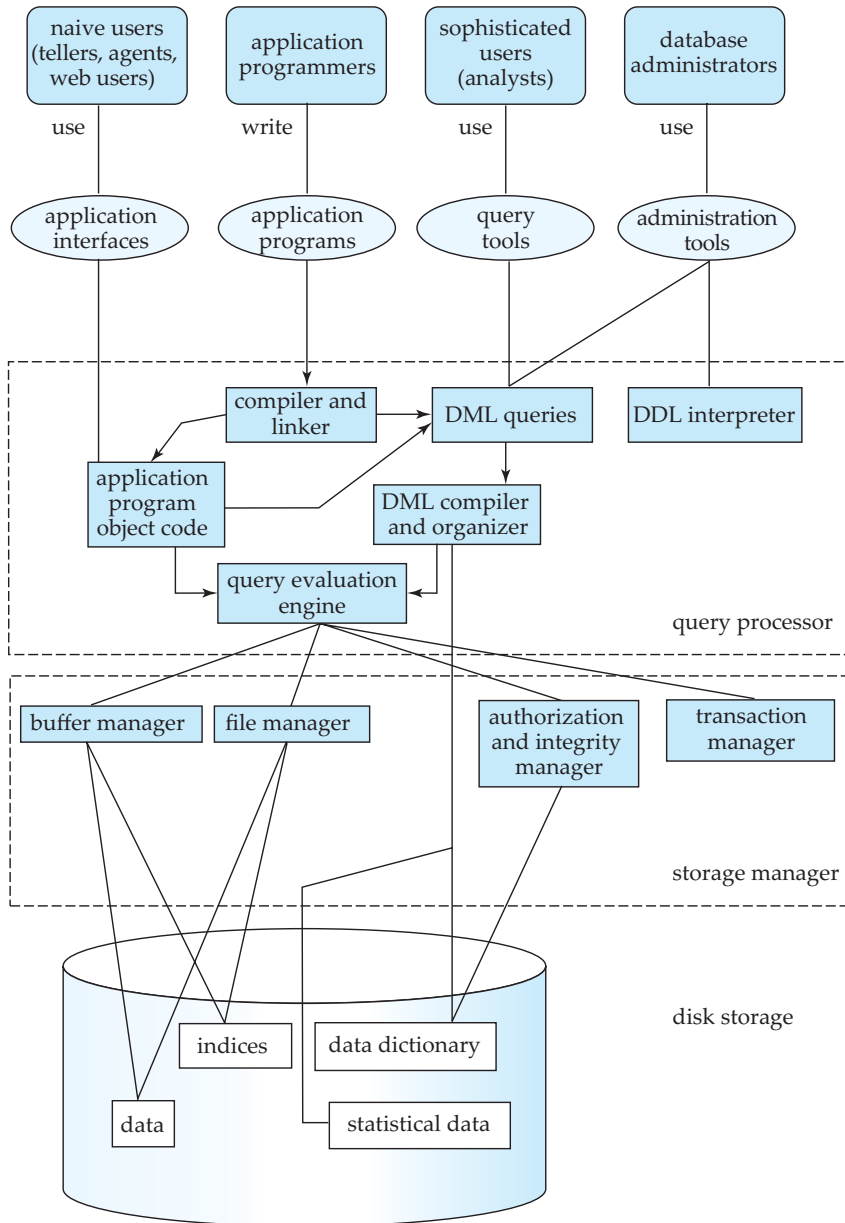 naive users
(tellers, agents,
web users)
application
programmers
sophisticated
users
(analysts)
database
administrators
use
write
use
use
application
interfaces
application
programs
query
tools
administration
tools
compiler and
linker
DML queries
DDL interpreter
application
program
object code
DML compiler
and organizer
query evaluation
engine
query processor
buffer manager
file manager
authorization
and integrity
manager
transaction
manager
storage manager
disk storage
indices
data dictionary
data
statistical data